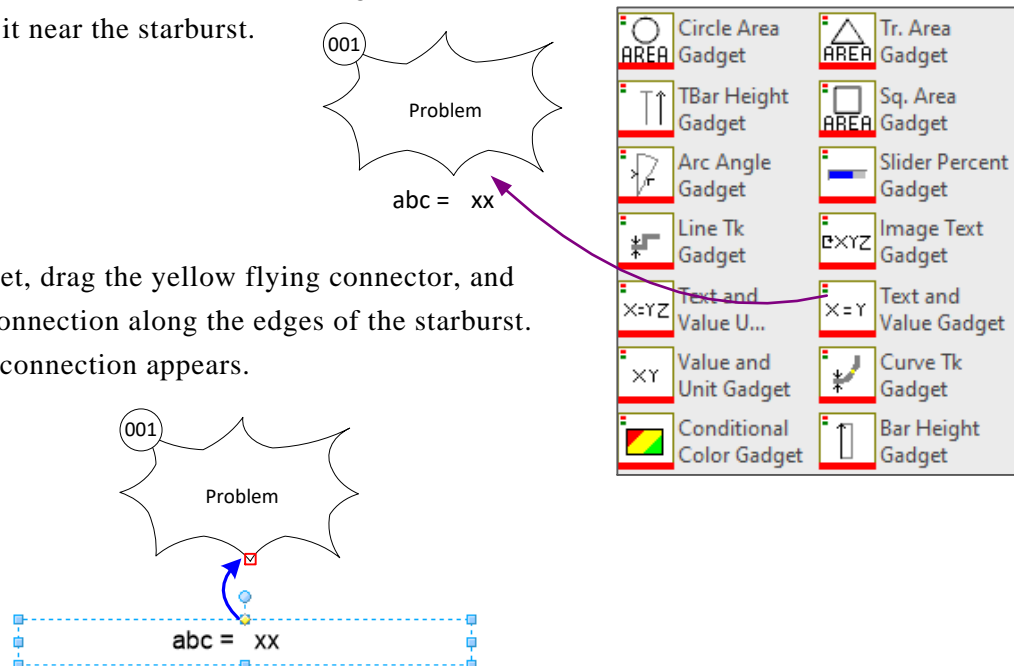 it near the starburst.
001
Problem
abc = xx
Circle Area
Gadget
AREA
Tr. Area
Gadget
AREA
TBar Height
Gadget
Sq. Area
Gadget
AREA
Arc Angle
Gadget
r
Slider Percent
Gadget
Line Tk
Gadget
Image Text
Gadget
XYZ
Text and
Value U...
X=YZ
Text and
Value Gadget
X=Y
Value and
Unit Gadget
XY
Curve Tk
Gadget
Conditional
Color Gadget
Bar Height
Gadget
et, drag the yellow flying connector, and
onnection along the edges of the starburst.
connection appears.
001
Problem
abc = xx